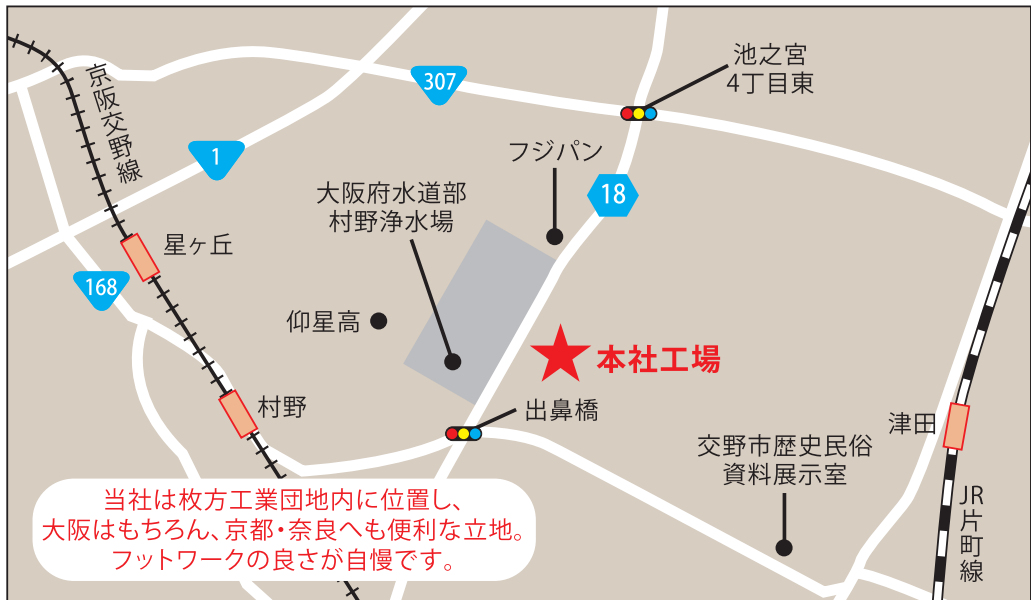 池之宮
4丁目東
307
京阪交野線
フジパン
1
18
大阪府水道部
村野浄水場
星ヶ丘
168
仰星高
本社工場
村野
出鼻橋
津田
交野市歴史民俗
資料展示室
JR片町線
当社は枚方工業団地内に位置し、
大阪はもちろん、京都・奈良へも便利な立地。
フットワークの良さが自慢です。